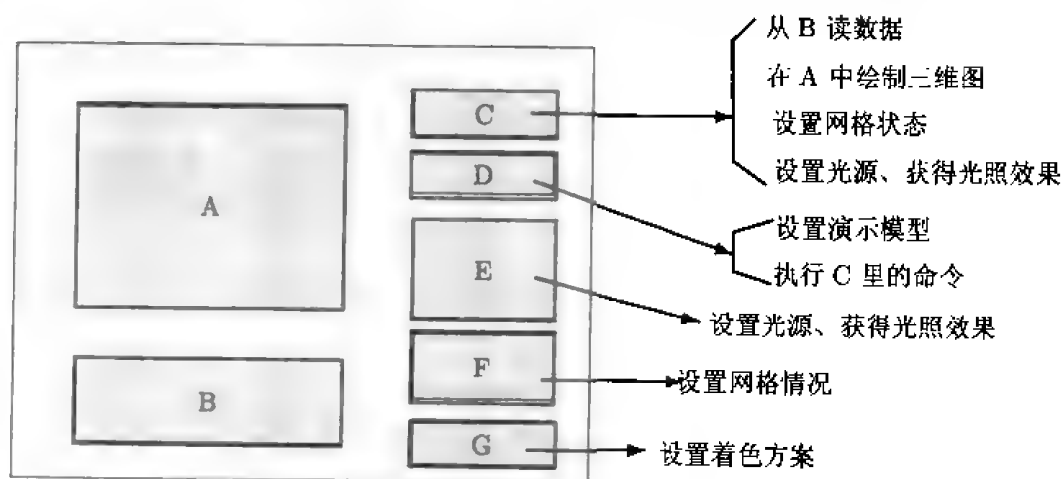 从 B 读数据
在 A 中绘制三维图
设置网格状态
设置光源、获得光照效果
设置演示模型
执行 C 里的命令
设置光源、获得光照效果
设置网格情况
设置着色方案
A
B
C
D
E
F
G